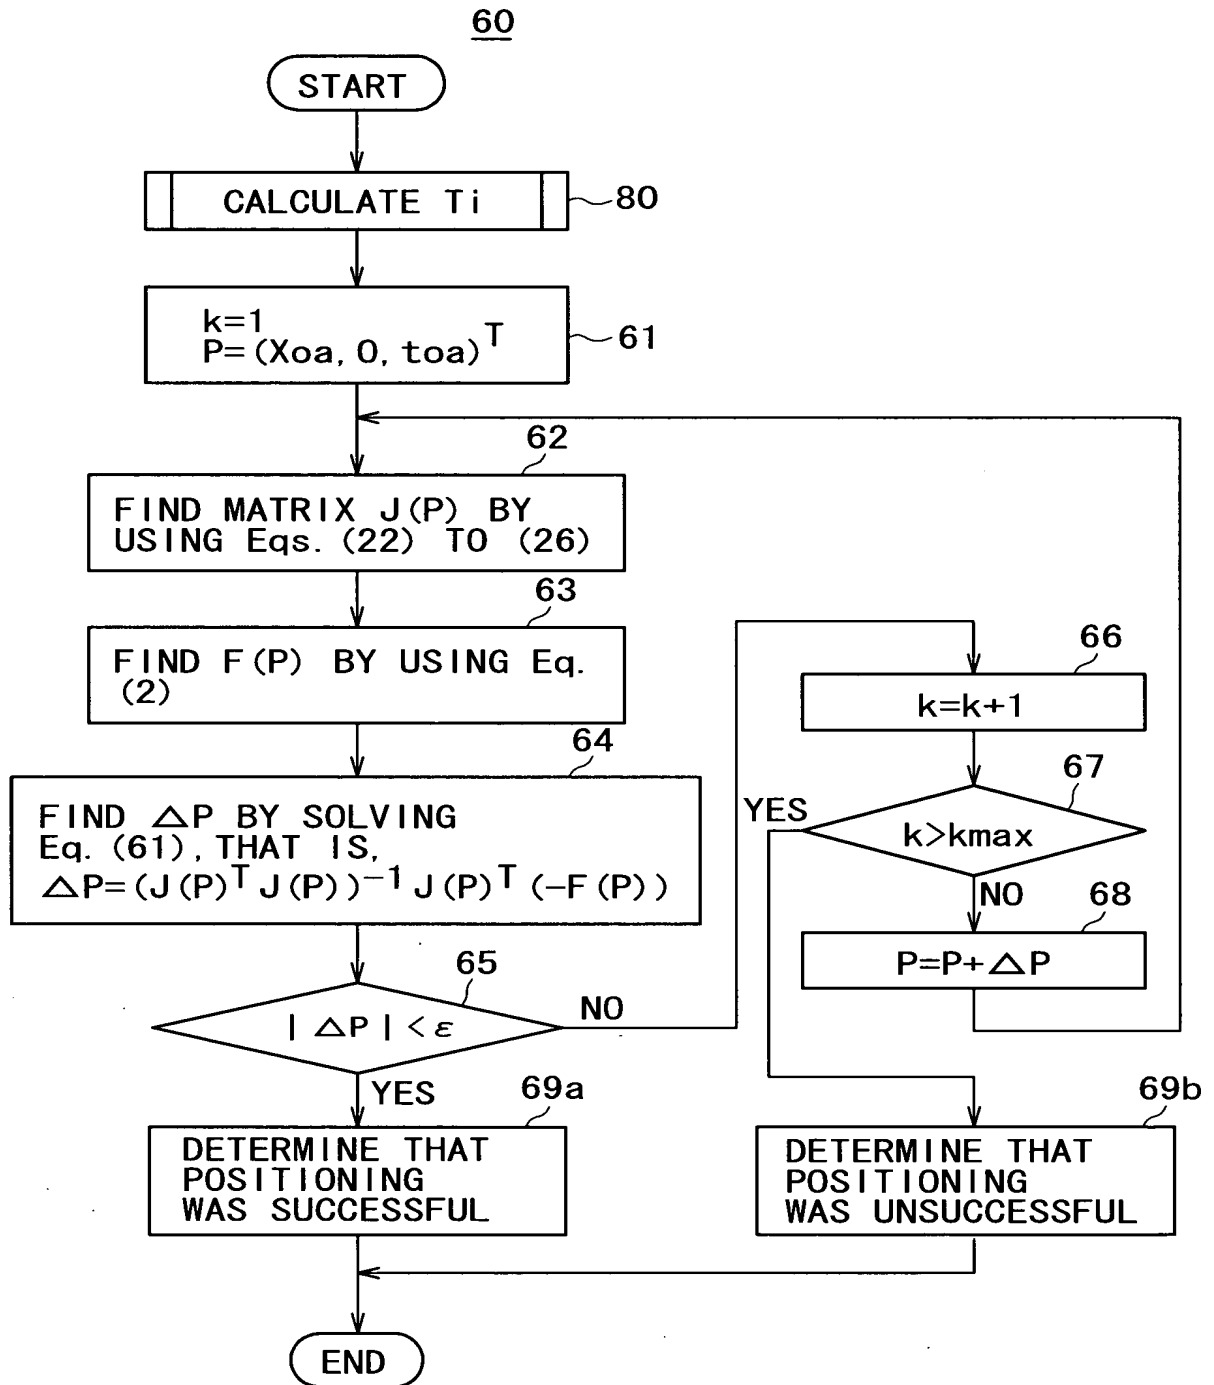 60
START
CALCULATE Ti
80
k=1
P=(Xoa, 0, toa)^T
61
62
FIND MATRIX J(P) BY
USING Eqs. (22) TO (26)
63
FIND F(P) BY USING Eq.
(2)
64
FIND △P BY SOLVING
Eq. (61), THAT IS,
△P=(J(P)^T J(P))^-1 J(P)^T (-F(P))
65
|△P|<ε
NO
YES
66
k=k+1
67
YES
k>kmax
NO
68
P=P+△P
69a
DETERMINE THAT
POSITIONING
WAS SUCCESSFUL
69b
DETERMINE THAT
POSITIONING
WAS UNSUCCESSFUL
END